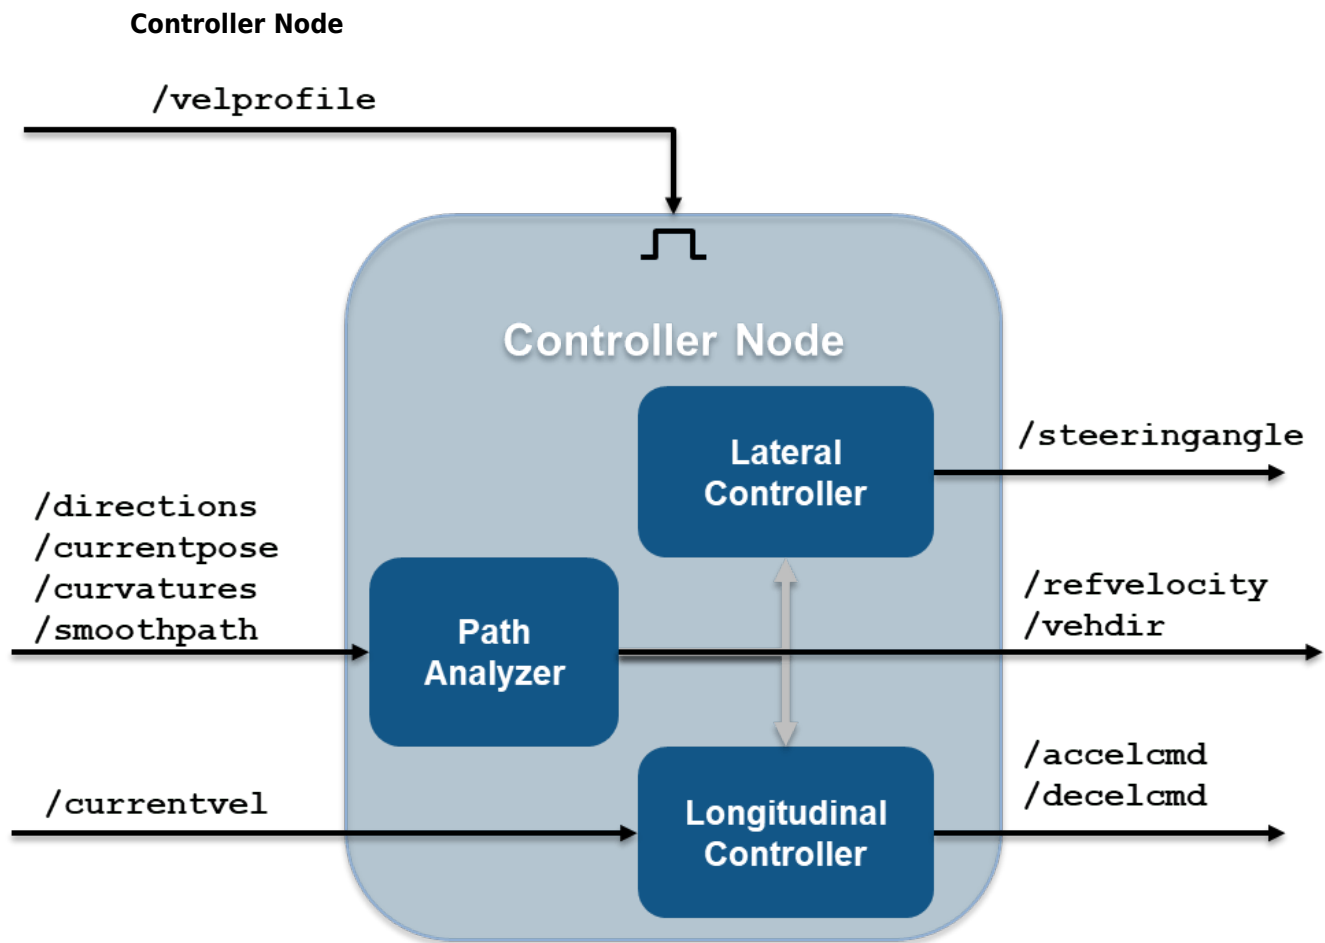 Controller Node
/velprofile
Controller Node
Lateral
Controller
/steeringangle
/directions
/currentpose
/curvatures
/smoothpath
Path
Analyzer
/refvelocity
/vehdir
/currentvel
Longitudinal
Controller
/accelcmd
/decelcmd